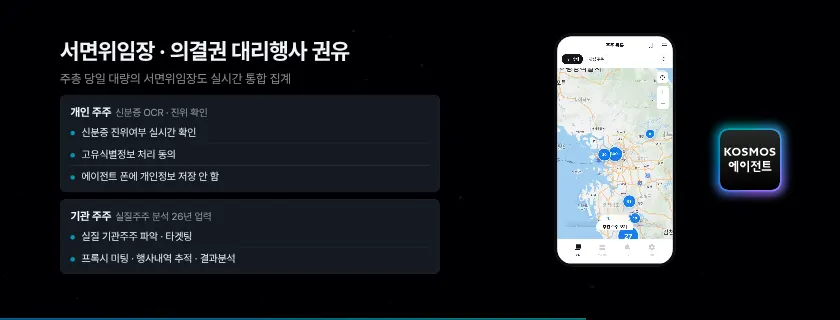 서면위임장 · 의결권 대리행사 권유
주총 당일 대량의 서면위임장도 실시간 통합 집계
개인 주주 신분증 OCR · 진위 확인
신분증 진위여부 실시간 확인
고유식별정보 처리 동의
에이전트 폰에 개인정보 저장 안 함
기관 주주 실질주주 분석 26년 업력
실질 기관주주 파악 · 타겟팅
프록시 미팅 · 행사내역 추적 · 결과분석
27
KOSMOS
에이전트